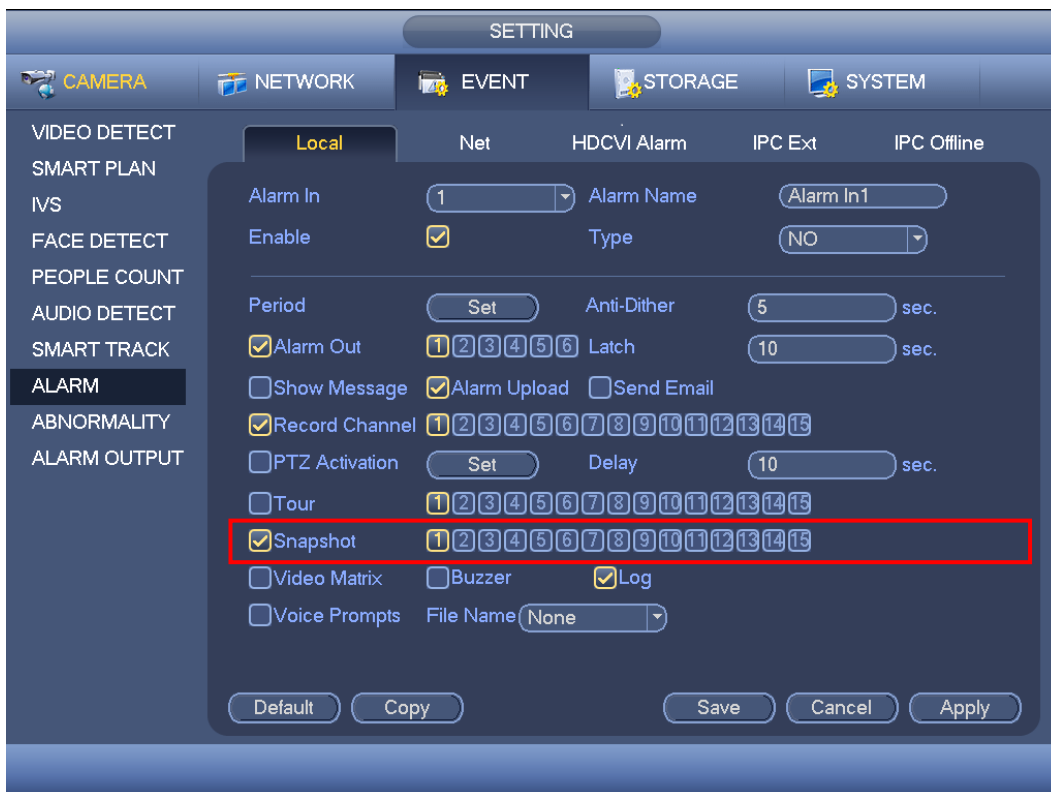 SETTING
CAMERA NETWORK EVENT STORAGE SYSTEM
VIDEO DETECT
SMART PLAN
IVS
FACE DETECT
PEOPLE COUNT
AUDIO DETECT
SMART TRACK
ALARM
ABNORMALITY
ALARM OUTPUT
Local Net HDCVI Alarm IPC Ext IPC Offline
Alarm In 1 Alarm Name Alarm In1
Enable Type NO
Period Set Anti-Dither 5 sec.
Alarm Out 1 2 3 4 5 6 Latch 10 sec.
Show Message Alarm Upload Send Email
Record Channel 1 2 3 4 5 6 7 8 9 10 11 12 13 14 15
PTZ Activation Set Delay 10 sec.
Tour 1 2 3 4 5 6 7 8 9 10 11 12 13 14 15
Snapshot 1 2 3 4 5 6 7 8 9 10 11 12 13 14 15
Video Matrix Buzzer Log
Voice Prompts File Name None
Default Copy Save Cancel Apply